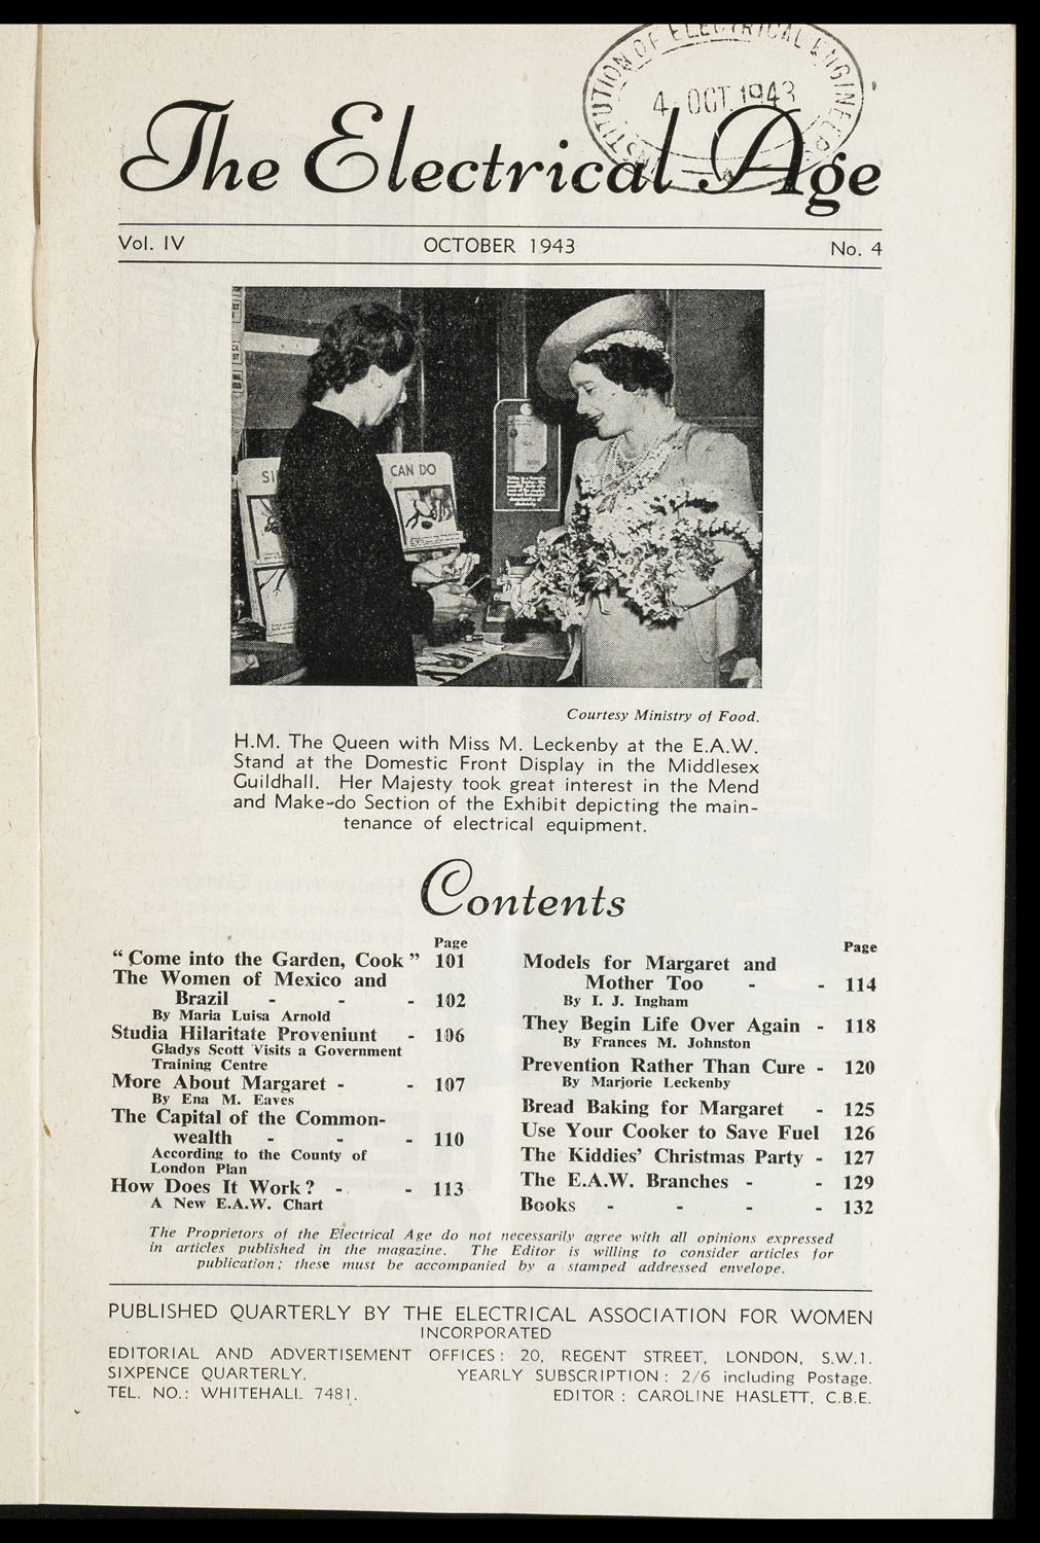 INSTITUTION OF ELECTRICAL ENGINEERS
4 OCT 1943
The Electrical Age
Vol. IV OCTOBER 1943 No. 4
CAN DO
Courtesy Ministry of Food.
H.M. The Queen with Miss M. Leckenby at the E.A.W.
Stand at the Domestic Front Display in the Middlesex
Guildhall. Her Majesty took great interest in the Mend
and Make-do Section of the Exhibit depicting the main-
tenance of electrical equipment.
Contents
Page
“ Come into the Garden, Cook ” 101
The Women of Mexico and
Brazil - - - 102
By Maria Luisa Arnold
Studia Hilaritate Proveniunt - 106
Gladys Scott Visits a Government
Training Centre
More About Margaret - - 107
By Ena M. Eaves
The Capital of the Common-
wealth - - - 110
According to the County of
London Plan
How Does It Work? - - 113
A New E.A.W. Chart
Page
Models for Margaret and
Mother Too - - 114
By I. J. Ingham
They Begin Life Over Again - 118
By Frances M. Johnston
Prevention Rather Than Cure - 120
By Marjorie Leckenby
Bread Baking for Margaret - 125
Use Your Cooker to Save Fuel 126
The Kiddies’ Christmas Party - 127
The E.A.W. Branches - - 129
Books - - - - 132
The Proprietors of the Electrical Age do not necessarily agree with all opinions expressed
in articles published in the magazine. The Editor is willing to consider articles for
publication; these must be accompanied by a stamped addressed envelope.
PUBLISHED QUARTERLY BY THE ELECTRICAL ASSOCIATION FOR WOMEN
INCORPORATED
EDITORIAL AND ADVERTISEMENT OFFICES: 20, REGENT STREET, LONDON, S.W.1.
SIXPENCE QUARTERLY. YEARLY SUBSCRIPTION: 2/6 including Postage.
TEL. NO.: WHITEHALL 7481. EDITOR: CAROLINE HASLETT, C.B.E.